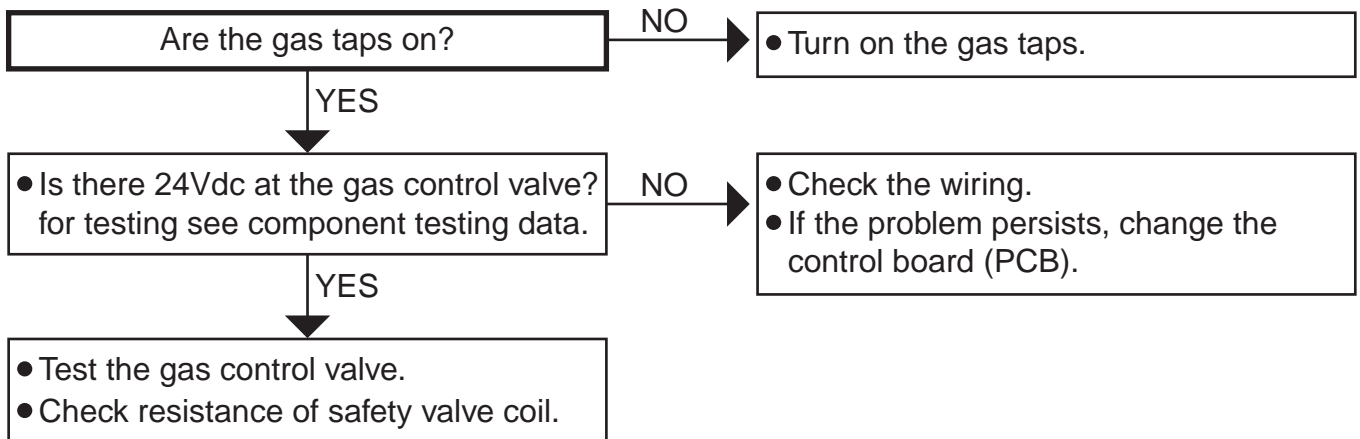 Are the gas taps on?
NO
• Turn on the gas taps.
YES
• Is there 24Vdc at the gas control valve?
for testing see component testing data.
NO
• Check the wiring.
• If the problem persists, change the
control board (PCB).
YES
• Test the gas control valve.
• Check resistance of safety valve coil.